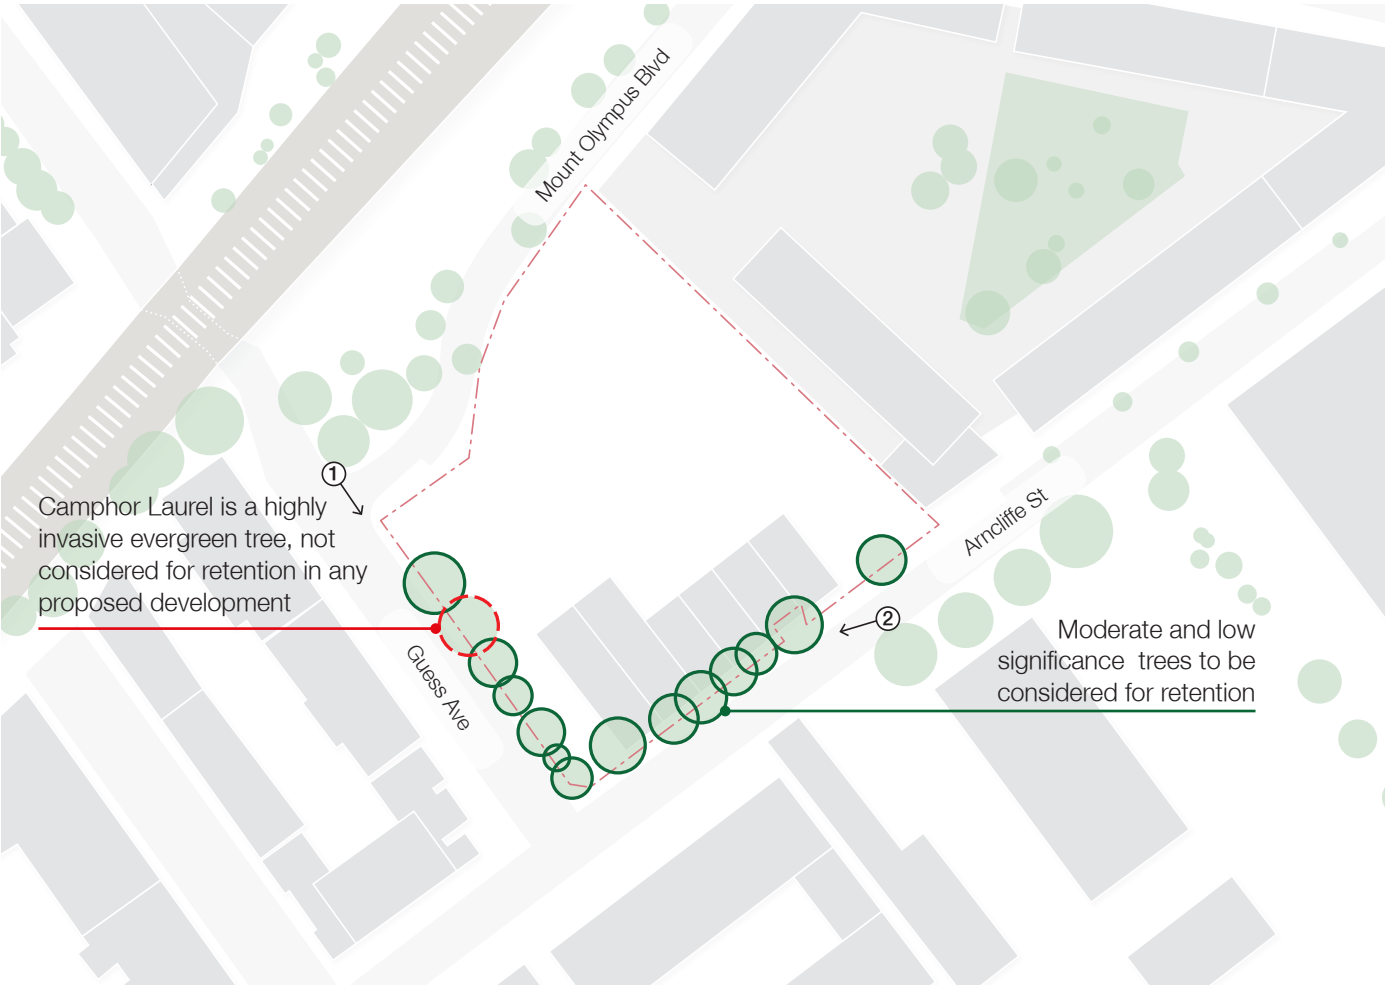 Mount Olympus Blvd
1
Camphor Laurel is a highly
invasive evergreen tree, not
considered for retention in any
proposed development
Guess Ave
Arncliffe St
2
Moderate and low
significance trees to be
considered for retention